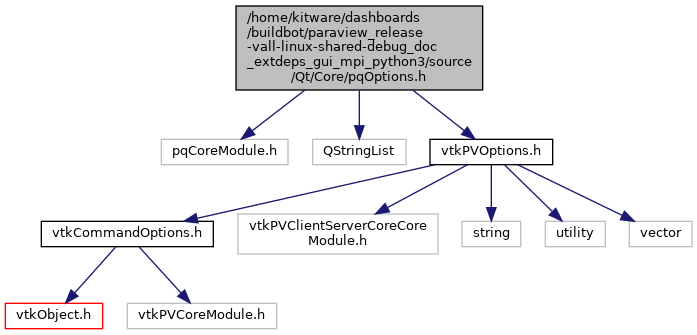 /home/kitware/dashboards
/buildbot/paraview_release
-vall-linux-shared-debug_doc
_extdeps_gui_mpi_python3/source
/Qt/Core/pqOptions.h
pqCoreModule.h
QStringList
vtkPVOptions.h
vtkCommandOptions.h
vtkPVClientServerCoreCore
Module.h
string
utility
vector
vtkObject.h
vtkPVCoreModule.h